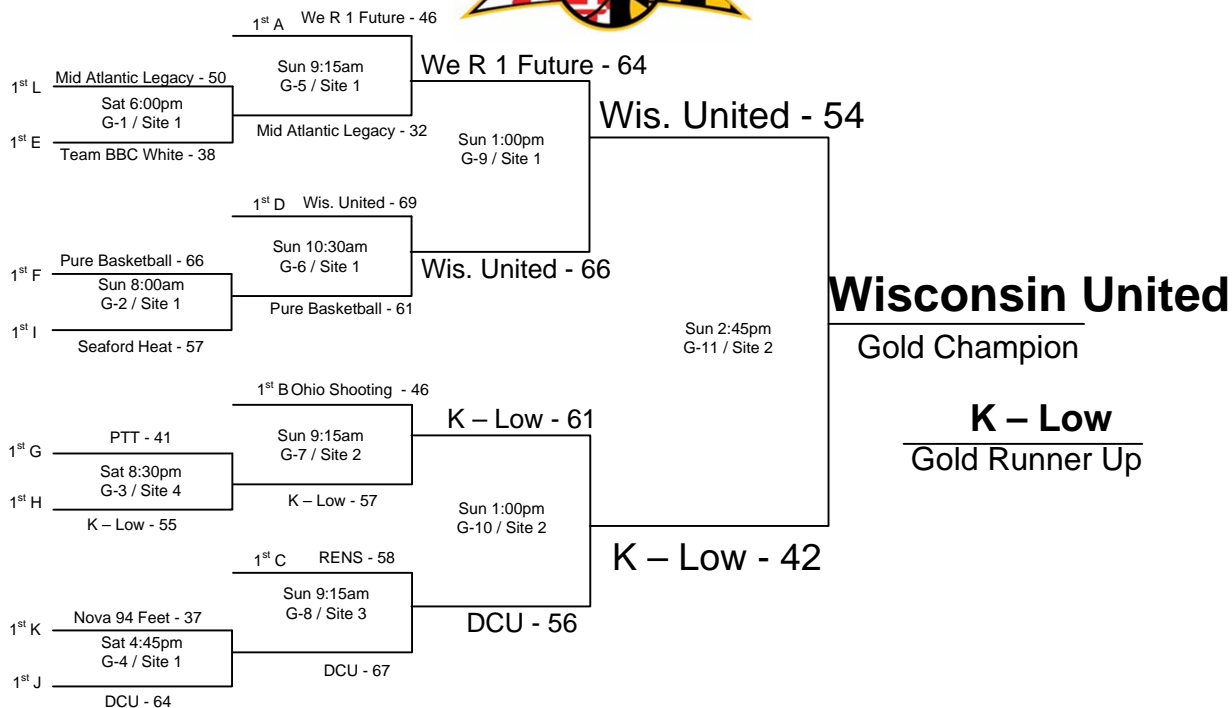 1st A We R 1 Future - 46
Sun 9:15am
G-5 / Site 1
We R 1 Future - 64
1st L Mid Atlantic Legacy - 50
Sat 6:00pm
G-1 / Site 1
1st E
Team BBC White - 38
Mid Atlantic Legacy - 32
Sun 1:00pm
G-9 / Site 1
Wis. United - 54
1st D Wis. United - 69
Sun 10:30am
G-6 / Site 1
Wis. United - 66
1st F Pure Basketball - 66
Sun 8:00am
G-2 / Site 1
1st I
Seaford Heat - 57
Pure Basketball - 61
Sun 2:45pm
G-11 / Site 2
Wisconsin United
Gold Champion
K – Low
Gold Runner Up
1st B Ohio Shooting - 46
Sun 9:15am
G-7 / Site 2
K – Low - 61
1st G PTT - 41
Sat 8:30pm
G-3 / Site 4
1st H
K – Low - 55
K – Low - 57
Sun 1:00pm
G-10 / Site 2
K – Low - 42
1st C RENS - 58
Sun 9:15am
G-8 / Site 3
DCU - 56
1st K Nova 94 Feet - 37
Sat 4:45pm
G-4 / Site 1
1st J
DCU - 64
DCU - 67